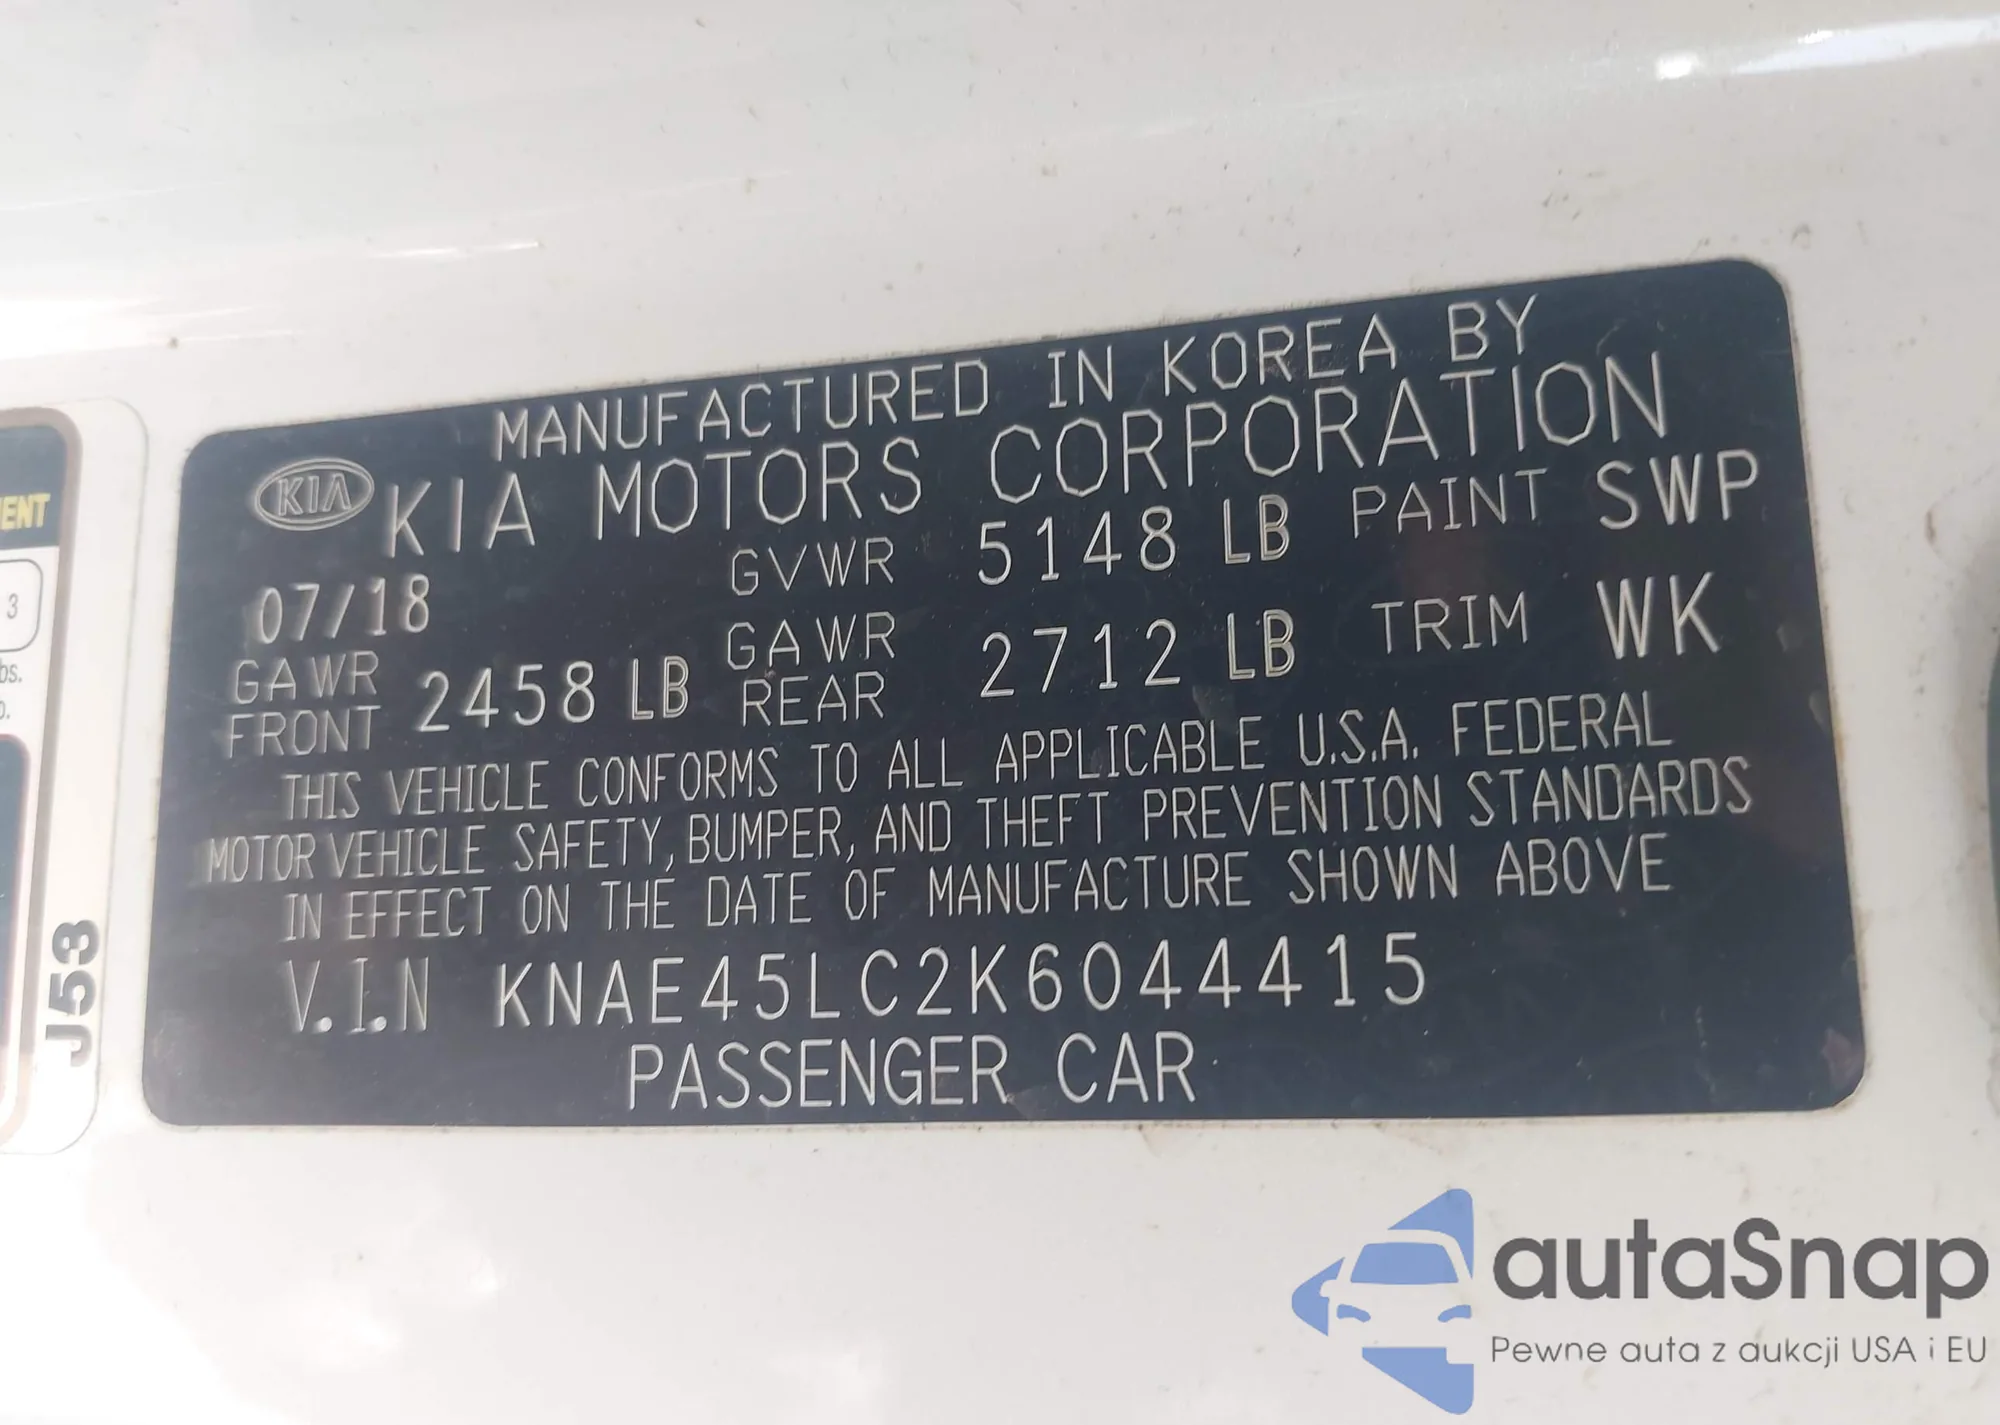 MANUFACTURED IN KOREA BY
KIA KIA MOTORS CORPORATION
07/18 GVWR 5148 LB PAINT SWP
GAWR FRONT 2458 LB GAWR REAR 2712 LB TRIM WK
THIS VEHICLE CONFORMS TO ALL APPLICABLE U.S.A. FEDERAL
MOTOR VEHICLE SAFETY, BUMPER, AND THEFT PREVENTION STANDARDS
IN EFFECT ON THE DATE OF MANUFACTURE SHOWN ABOVE
V.I.N KNAE45LC2K6044415
PASSENGER CAR
3
J53
autaSnap
Pewne auta z aukcji USA i EU